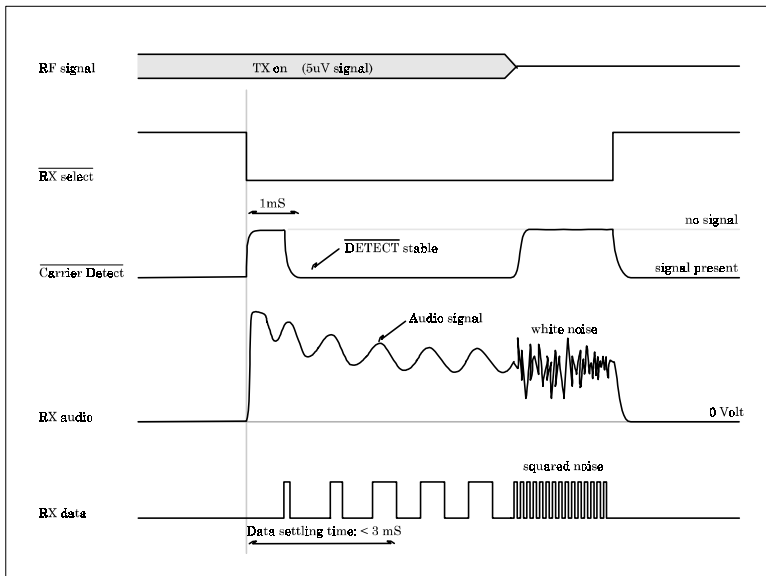 RF signal
TX on (5uV signal)
RX select
1mS
no signal
DETECT stable
Carrier Detect
signal present
Audio signal
white noise
RX audio
0 Volt
squared noise
RX data
Data settling time: < 3 mS